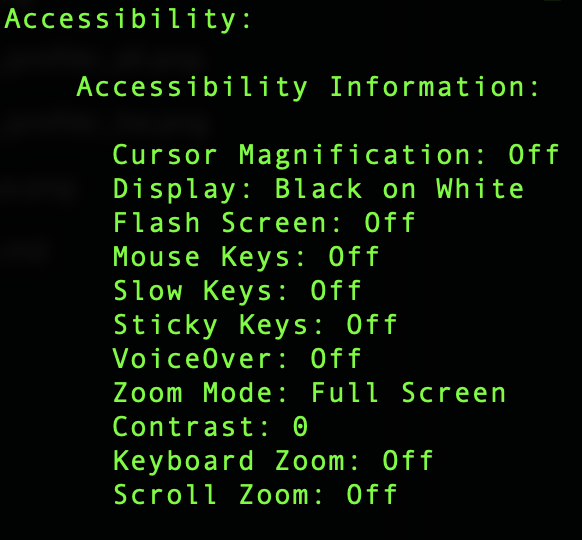 Accessibility:
Accessibility Information:
Cursor Magnification: Off
Display: Black on White
Flash Screen: Off
Mouse Keys: Off
Slow Keys: Off
Sticky Keys: Off
VoiceOver: Off
Zoom Mode: Full Screen
Contrast: 0
Keyboard Zoom: Off
Scroll Zoom: Off